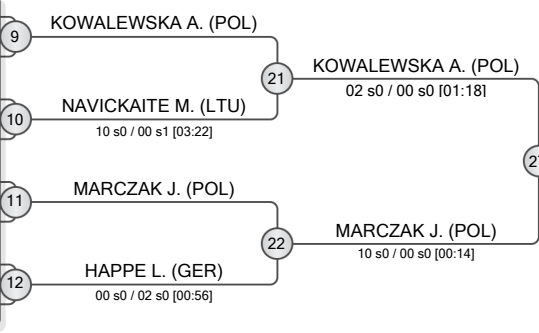 KOWALEWSKA A. (POL)
9
21
KOWALEWSKA A. (POL)
02 s0 / 00 s0 [01:18]
NAVICKAITE M. (LTU)
10
10 s0 / 00 s1 [03:22]
27
MARCZAK J. (POL)
11
22
MARCZAK J. (POL)
10 s0 / 00 s0 [00:14]
HAPPE L. (GER)
12
00 s0 / 02 s0 [00:56]